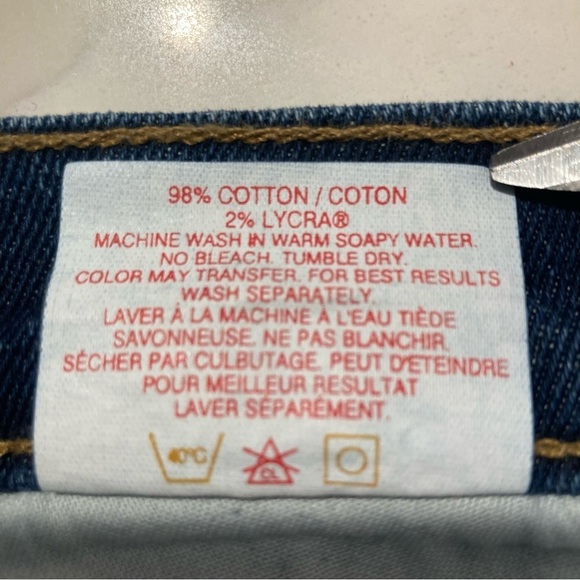 98% COTTON / COTON
2% LYCRA®
MACHINE WASH IN WARM SOAPY WATER.
NO BLEACH. TUMBLE DRY.
COLOR MAY TRANSFER. FOR BEST RESULTS
WASH SEPARATELY.
LAVER À LA MACHINE À L'EAU TIÈDE
SAVONNEUSE. NE PAS BLANCHIR.
SÉCHER PAR CULBUTAGE. PEUT D'ETEINDRE
POUR MEILLEUR RESULTAT
LAVER SÉPARÉMENT.
40°C CL